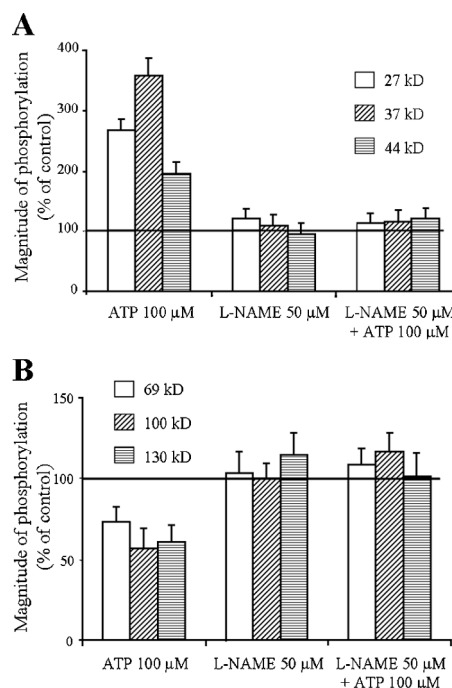 A
Magnitude of phosphorylation
(% of control)
400
300
200
100
0
27 kD
37 kD
44 kD
ATP 100 µM
L-NAME 50 µM
L-NAME 50 µM
+ ATP 100 µM
B
Magnitude of phosphorylation
(% of control)
150
100
50
0
69 kD
100 kD
130 kD
ATP 100 µM
L-NAME 50 µM
L-NAME 50 µM
+ ATP 100 µM